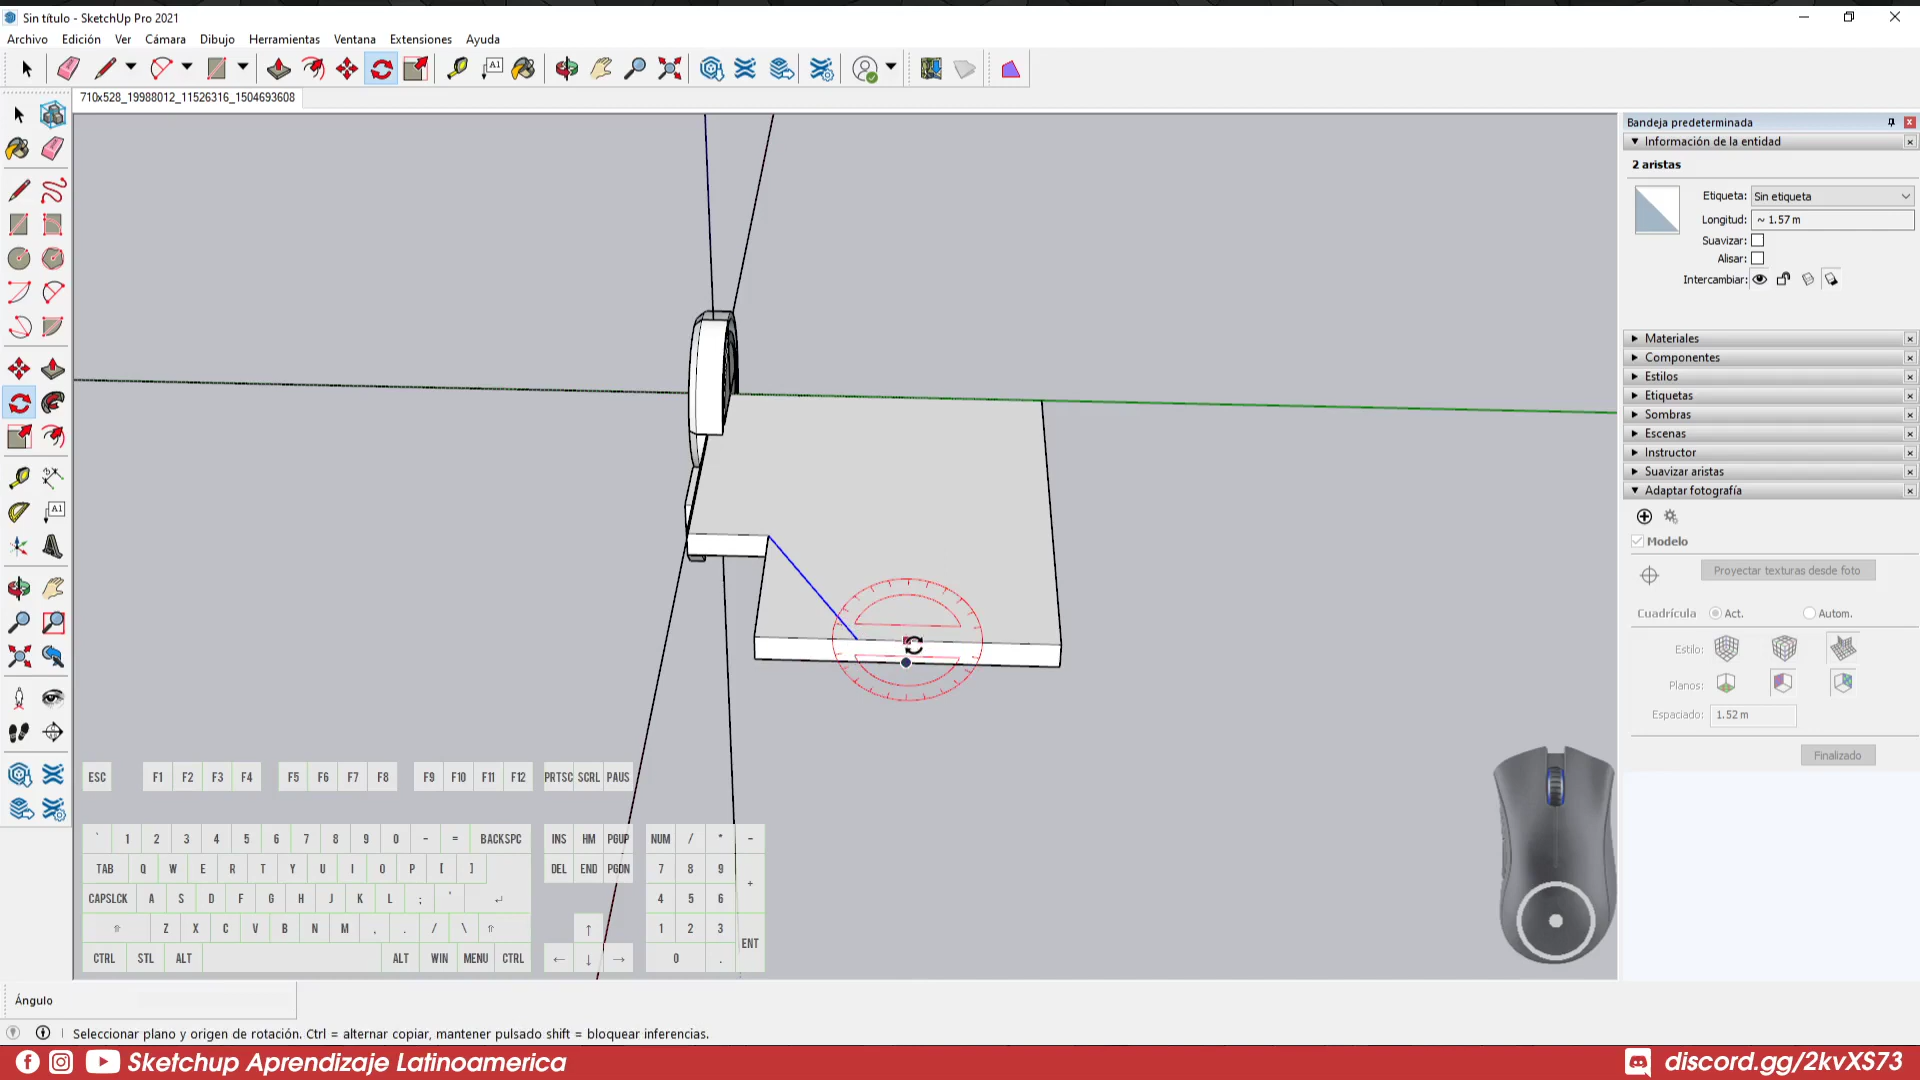 Sin título - SketchUp Pro 2021
Archivo Edición Ver Cámara Dibujo Herramientas Ventana Extensiones Ayuda
710x528_19988012_11526316_1504693608
Bandeja predeterminada
Información de la entidad
2 aristas
Etiqueta: Sin etiqueta
Longitud: ~ 1.57 m
Suavizar:
Alisar:
Intercambiar:
Materiales
Componentes
Estilos
Etiquetas
Sombras
Escenas
Instructor
Suavizar aristas
Adaptar fotografía
Modelo
Proyectar texturas desde foto
Cuadrícula Act. Autom.
Estilo:
Planos:
Espaciado: 1.52 m
Finalizado
ESC F1 F2 F3 F4 F5 F6 F7 F8 F9 F10 F11 F12 PRTSC SCRL PAUS
` 1 2 3 4 5 6 7 8 9 0 - = BACKSPC INS HM PGUP NUM / * -
TAB Q W E R T Y U I O P [ ] DEL END PGDN 7 8 9 +
CAPSLCK A S D F G H J K L ; ' ↵ 4 5 6
⇧ Z X C V B N M , . / \ ⇧ ↑ 1 2 3 ENT
CTRL STL ALT ALT WIN MENU CTRL ← ↓ → 0 .
Ángulo
Seleccionar plano y origen de rotación. Ctrl = alternar copiar, mantener pulsado shift = bloquear inferencias.
Sketchup Aprendizaje Latinoamerica
discord.gg/2kvXS73